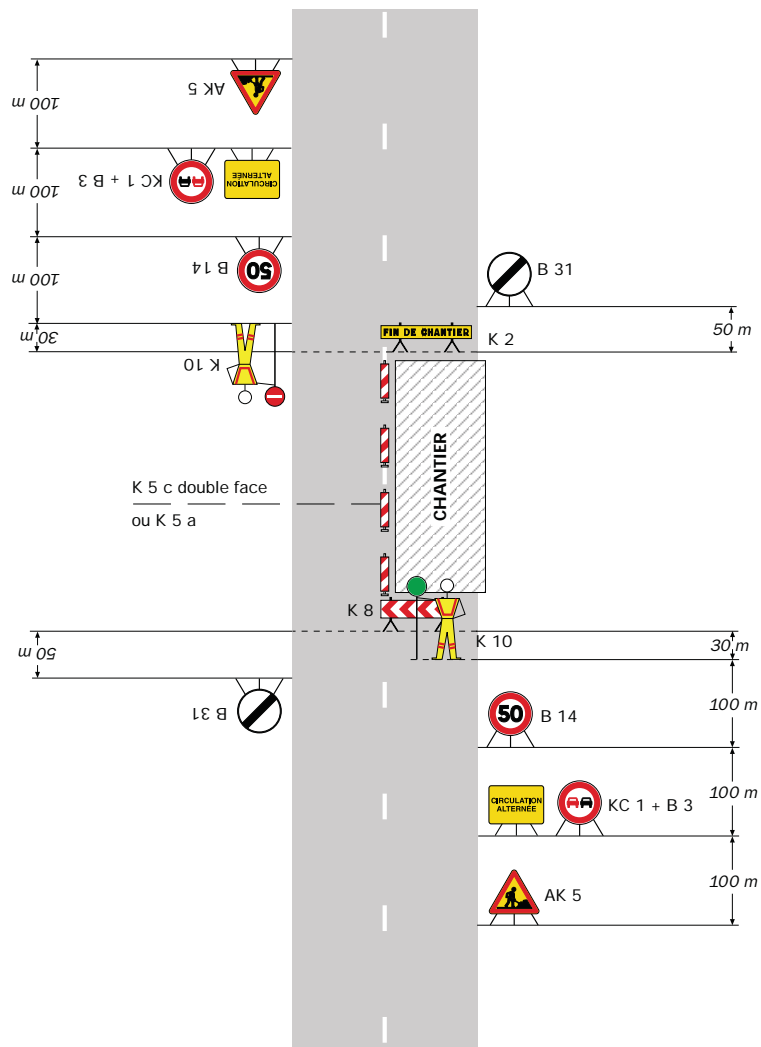 AK 5
100 m
KC 1 + B 3
CIRCULATION
ALTERNÉE
100 m
B 14
50
100 m
B 31
50 m
FIN DE CHANTIER
K 2
30 m
K 10
CHANTIER
K 5 c double face
ou K 5 a
K 8
K 10
30 m
50 m
B 31
50
B 14
100 m
CIRCULATION
ALTERNÉE
KC 1 + B 3
100 m
AK 5
100 m